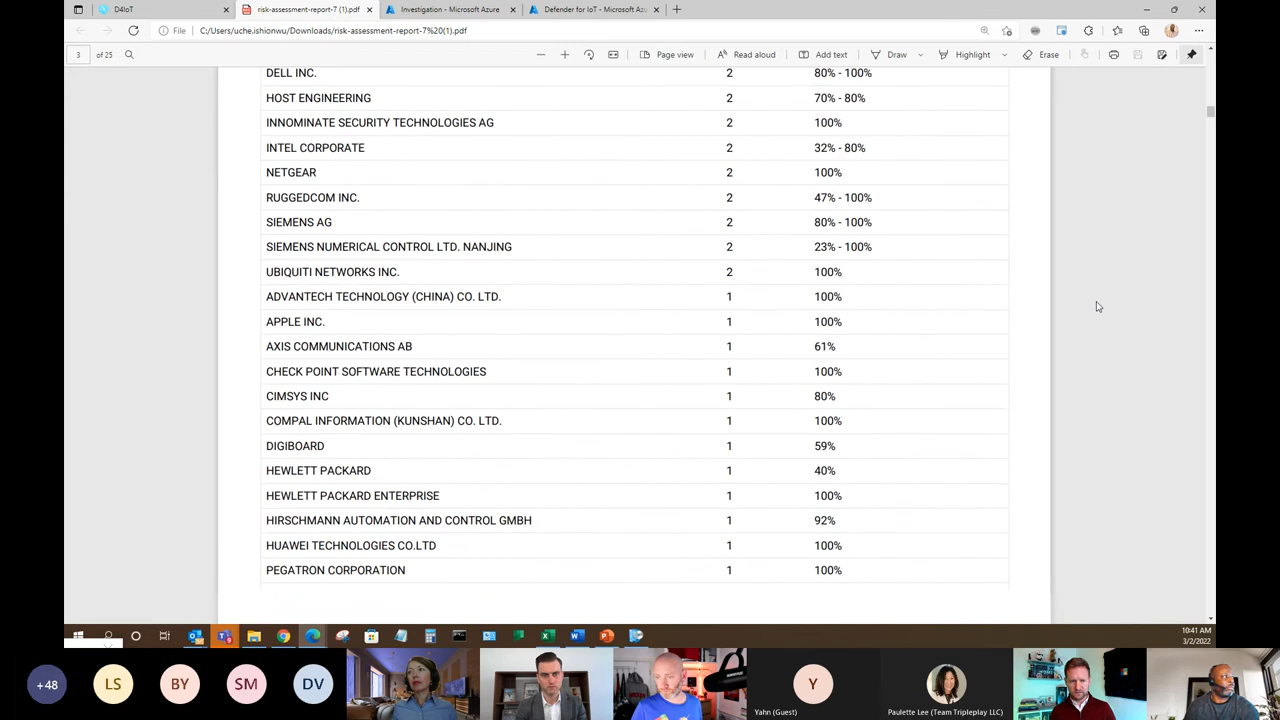 D4IoT
risk-assessment-report-7 (1).pdf
Investigation - Microsoft Azure
Defender for IoT - Microsoft Azure
File
C:/Users/uche.ishionwu/Downloads/risk-assessment-report-7%20(1).pdf
3 of 25
Page view
Read aloud
Add text
Draw
Highlight
Erase
DELL INC. 2 80% - 100%
HOST ENGINEERING 2 70% - 80%
INNOMINATE SECURITY TECHNOLOGIES AG 2 100%
INTEL CORPORATE 2 32% - 80%
NETGEAR 2 100%
RUGGEDCOM INC. 2 47% - 100%
SIEMENS AG 2 80% - 100%
SIEMENS NUMERICAL CONTROL LTD. NANJING 2 23% - 100%
UBIQUITI NETWORKS INC. 2 100%
ADVANTECH TECHNOLOGY (CHINA) CO. LTD. 1 100%
APPLE INC. 1 100%
AXIS COMMUNICATIONS AB 1 61%
CHECK POINT SOFTWARE TECHNOLOGIES 1 100%
CIMSYS INC 1 80%
COMPAL INFORMATION (KUNSHAN) CO. LTD. 1 100%
DIGIBOARD 1 59%
HEWLETT PACKARD 1 40%
HEWLETT PACKARD ENTERPRISE 1 100%
HIRSCHMANN AUTOMATION AND CONTROL GMBH 1 92%
HUAWEI TECHNOLOGIES CO.LTD 1 100%
PEGATRON CORPORATION 1 100%
10:41 AM
3/2/2022
+48
LS
BY
SM
DV
Y
Yahn (Guest)
Paulette Lee (Team Tripleplay LLC)